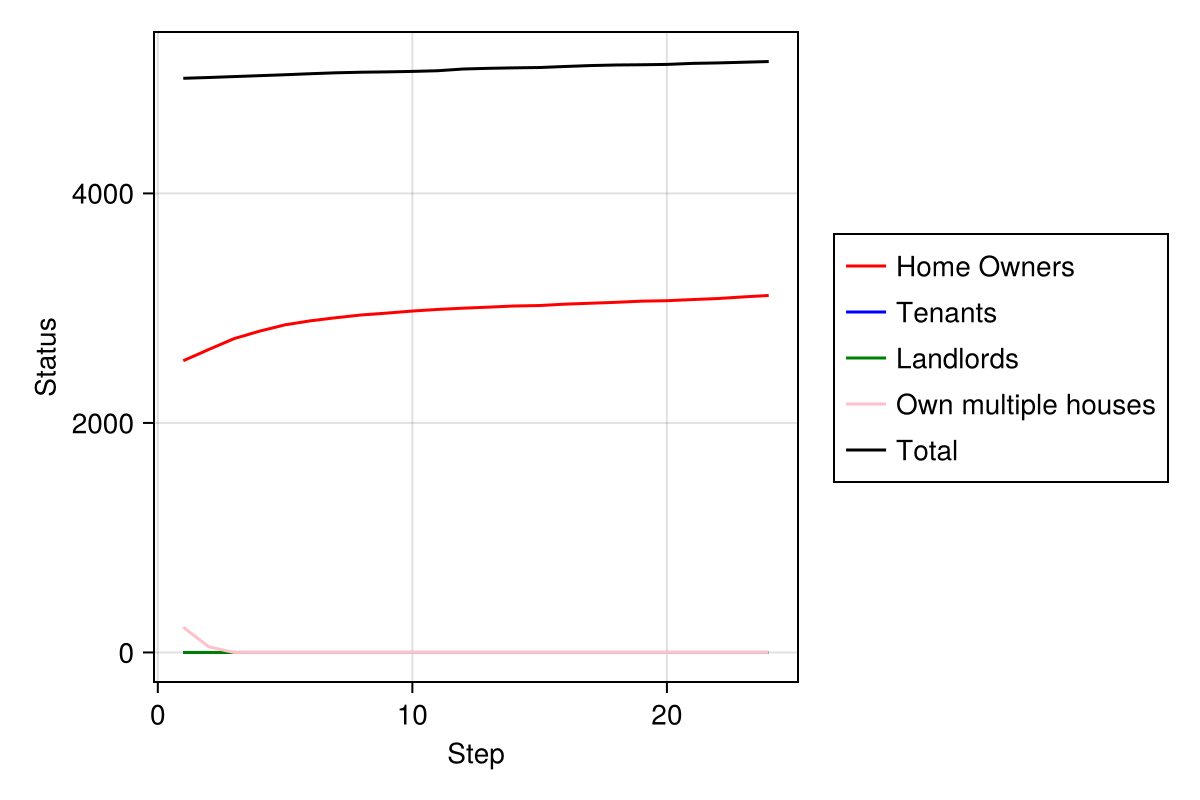 4000
2000
0
0
10
20
Step
Status
Home Owners
Tenants
Landlords
Own multiple houses
Total